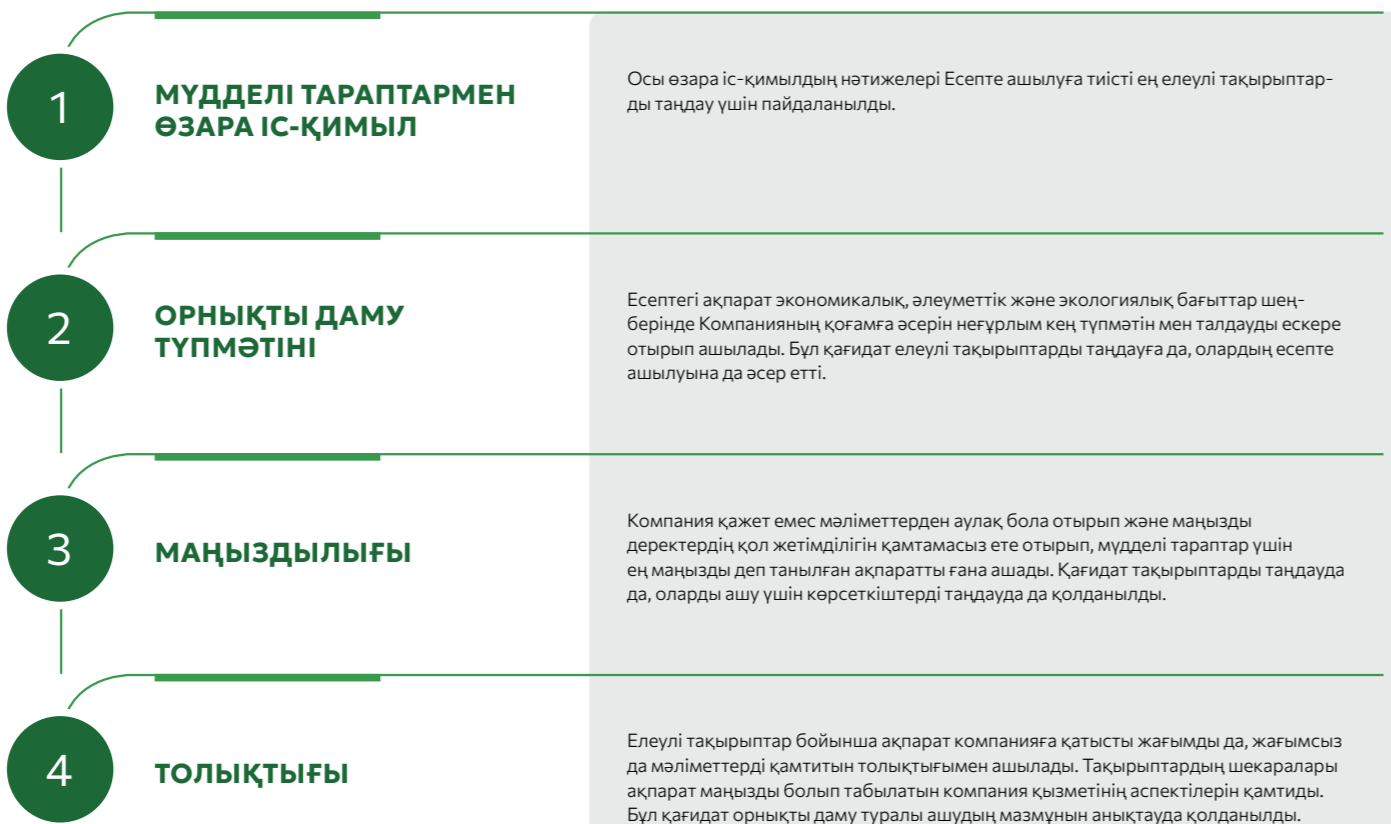 1
МҮДДЕЛІ ТАРАПТАРМЕН
ӨЗАРА ІС-ҚИМЫЛ
Осы өзара іс-қимылдың нәтижелері Есепте ашылуға тиісті ең елеулі тақырыптар-
ды таңдау үшін пайдаланылды.
2
ОРНЫҚТЫ ДАМУ
ТҮПМӘТІНІ
Есептегі ақпарат экономикалық, әлеуметтік және экологиялық бағыттар шең-
берінде Компанияның қоғамға әсерін неғұрлым кең түпмәтін мен талдауды ескере
отырып ашылады. Бұл қағидат елеулі тақырыптарды таңдауға да, олардың есепте
ашылуына да әсер етті.
3
МАҢЫЗДЫЛЫҒЫ
Компания қажет емес мәліметтерден аулақ бола отырып және маңызды
деректердің қол жетімділігін қамтамасыз ете отырып, мүдделі тараптар үшін
ең маңызды деп танылған ақпаратты ғана ашады. Қағидат тақырыптарды таңдауда
да, оларды ашу үшін көрсеткіштерді таңдауда да қолданылды.
4
ТОЛЫҚТЫҒЫ
Елеулі тақырыптар бойынша ақпарат компанияға қатысты жағымды да, жағымсыз
да мәліметтерді қамтитын толықтығымен ашылады. Тақырыптардың шекаралары
ақпарат маңызды болып табылатын компания қызметінің аспектілерін қамтиды.
Бұл қағидат орнықты даму туралы ашудың мазмұнын анықтауда қолданылды.